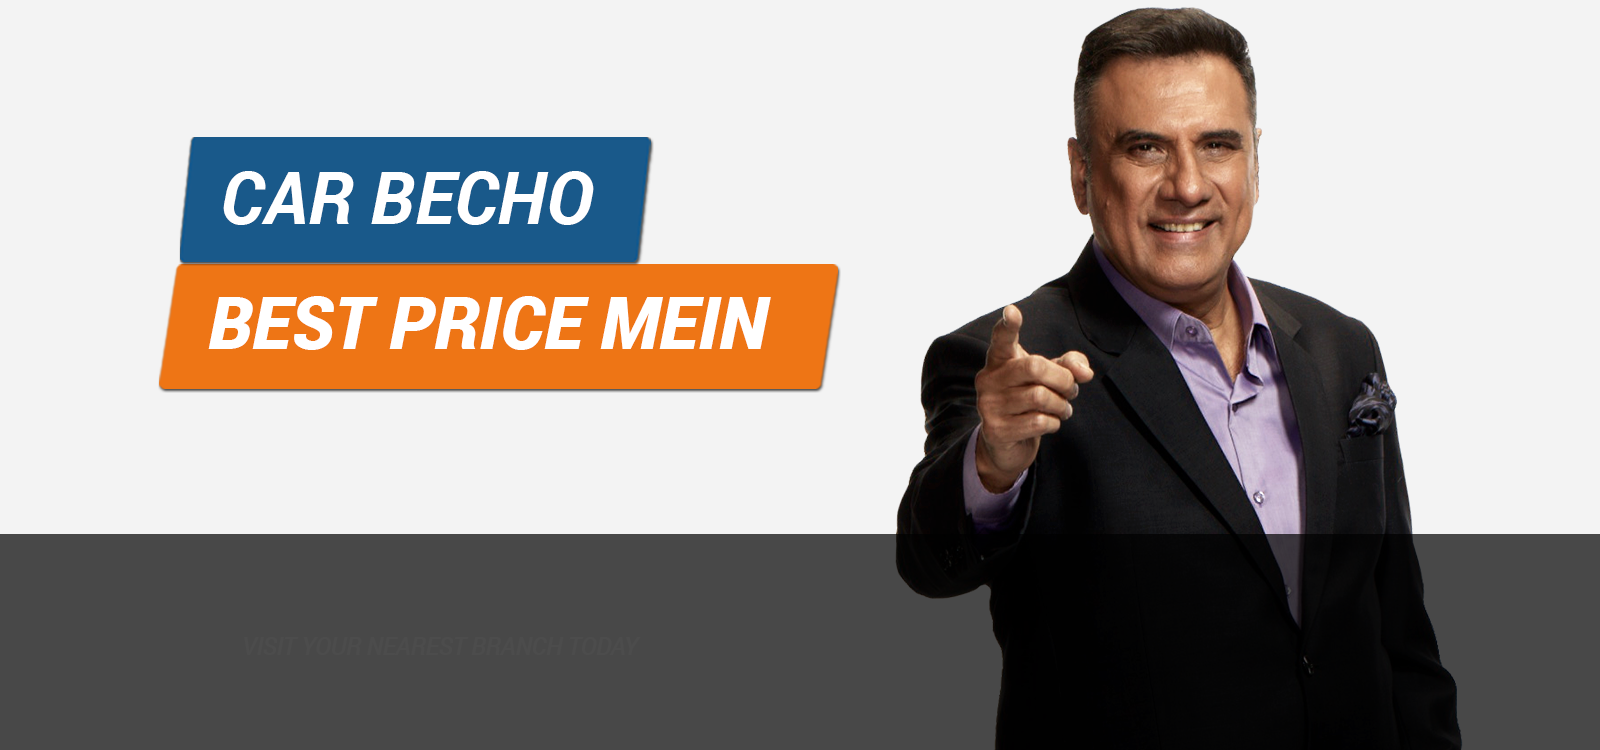 CAR BECHO
BEST PRICE MEIN
VISIT YOUR NEAREST BRANCH TODAY